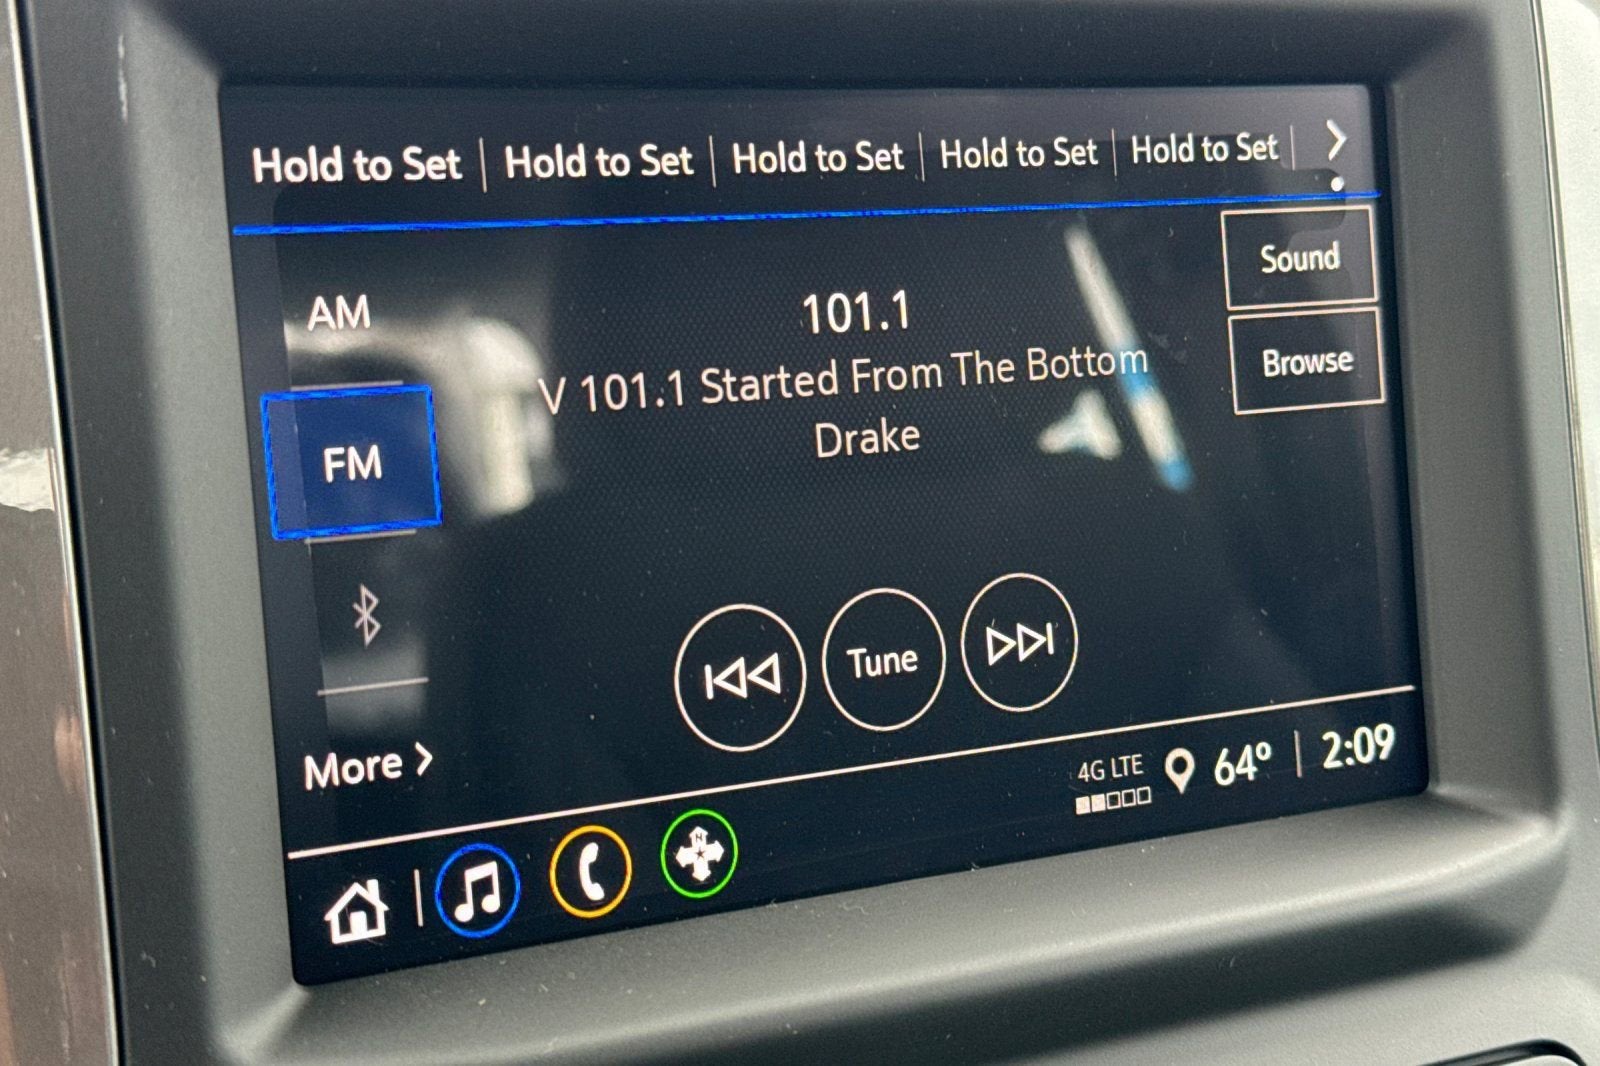 Hold to Set | Hold to Set | Hold to Set | Hold to Set | Hold to Set |
Sound
AM
101.1
Browse
V 101.1 Started From The Bottom
Drake
FM
Tune
More
4G LTE
64° | 2:09
N